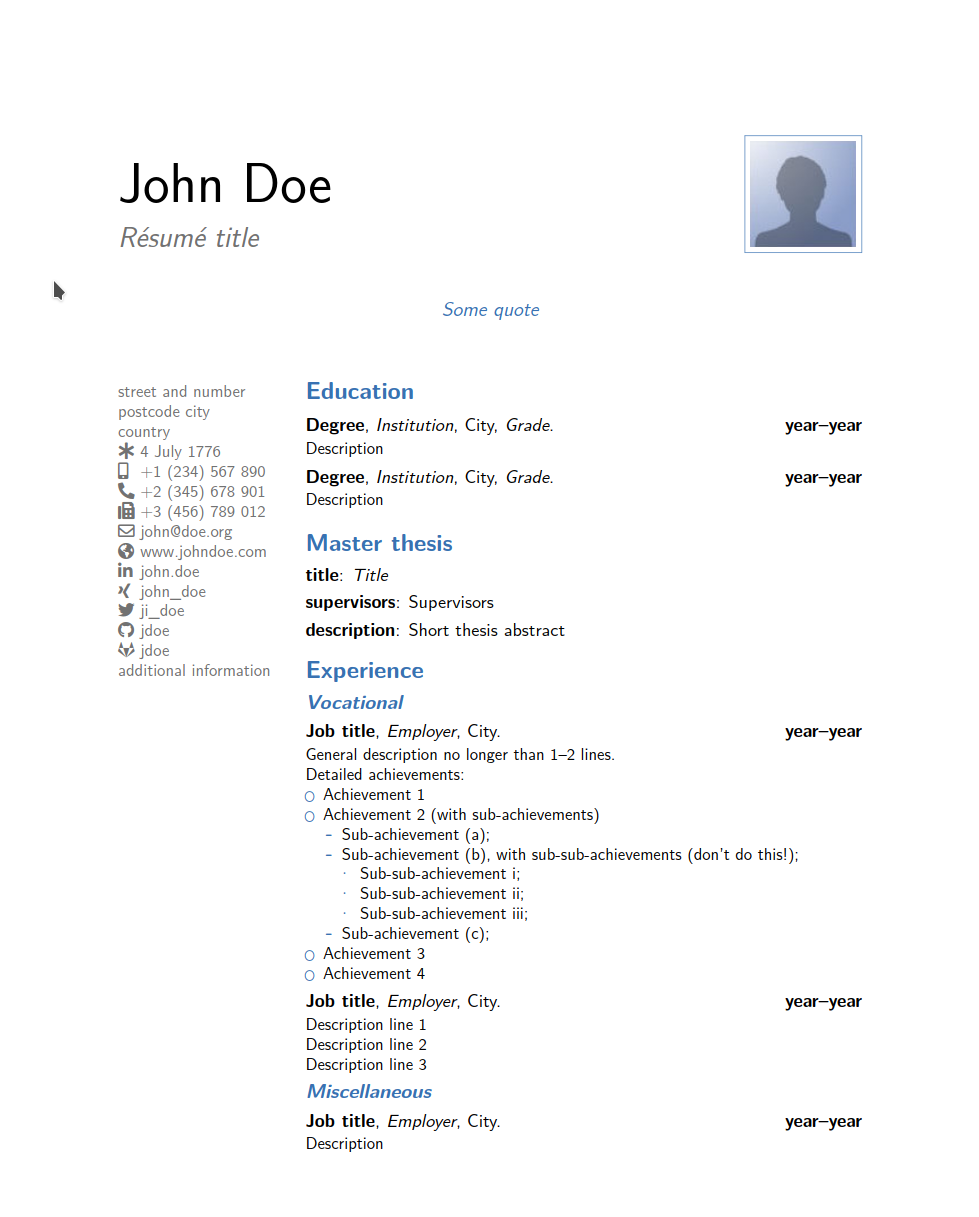 John Doe
Résumé title
Some quote
street and number
postcode city
country
4 July 1776
+1 (234) 567 890
+2 (345) 678 901
+3 (456) 789 012
john@doe.org
www.johndoe.com
john.doe
john_doe
ji_doe
jdoe
jdoe
additional information
Education
Degree, Institution, City, Grade. year–year
Description
Degree, Institution, City, Grade. year–year
Description
Master thesis
title: Title
supervisors: Supervisors
description: Short thesis abstract
Experience
Vocational
Job title, Employer, City. year–year
General description no longer than 1–2 lines.
Detailed achievements:
○ Achievement 1
○ Achievement 2 (with sub-achievements)
- Sub-achievement (a);
- Sub-achievement (b), with sub-sub-achievements (don't do this!);
· Sub-sub-achievement i;
· Sub-sub-achievement ii;
· Sub-sub-achievement iii;
- Sub-achievement (c);
○ Achievement 3
○ Achievement 4
Job title, Employer, City. year–year
Description line 1
Description line 2
Description line 3
Miscellaneous
Job title, Employer, City. year–year
Description